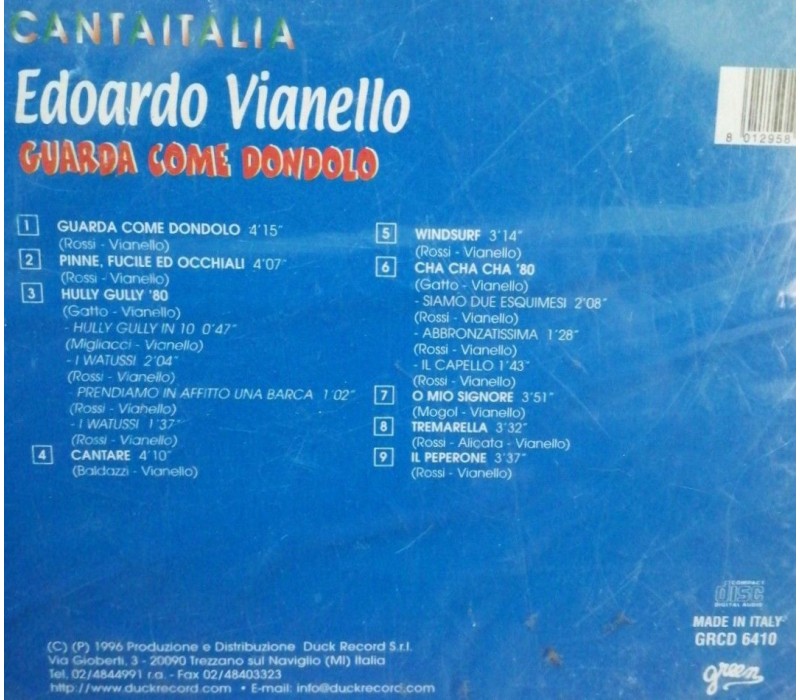 CANTAITALIA
Edoardo Vianello
GUARDA COME DONDOLO
8 012958
1 GUARDA COME DONDOLO 4'15"
(Rossi - Vianello)
2 PINNE, FUCILE ED OCCHIALI 4'07"
(Rossi - Vianello)
3 HULLY GULLY '80
(Gatto - Vianello)
- HULLY GULLY IN 10 0'47"
(Migliacci - Vianello)
- I WATUSSI 2'04"
(Rossi - Vianello)
PRENDIAMO IN AFFITTO UNA BARCA 1'02"
(Rossi - Vianello)
- I WATUSSI 1'37"
(Rossi - Vianello)
4 CANTARE 4'10"
(Baldazzi - Vianello)
5 WINDSURF 3'14"
(Rossi - Vianello)
6 CHA CHA CHA '80
(Gatto - Vianello)
- SIAMO DUE ESQUIMESI 2'08"
(Rossi - Vianello)
- ABBRONZATISSIMA 1'28"
(Rossi - Vianello)
- IL CAPELLO 1'43"
(Rossi - Vianello)
7 O MIO SIGNORE 3'51"
(Mogol - Vianello)
8 TREMARELLA 3'32"
(Rossi - Alicata - Vianello)
9 IL PEPERONE 3'37"
(Rossi - Vianello)
COMPACT
disc
DIGITAL AUDIO
MADE IN ITALY
GRCD 6410
green
(C) (P) 1996 Produzione e Distribuzione Duck Record S.r.l.
Via Gioberti, 3 - 20090 Trezzano sul Naviglio (MI) Italia
Tel. 02/4844991 r.a. - Fax 02/48403323
http://www.duckrecord.com • E-mail: info@duckrecord.com